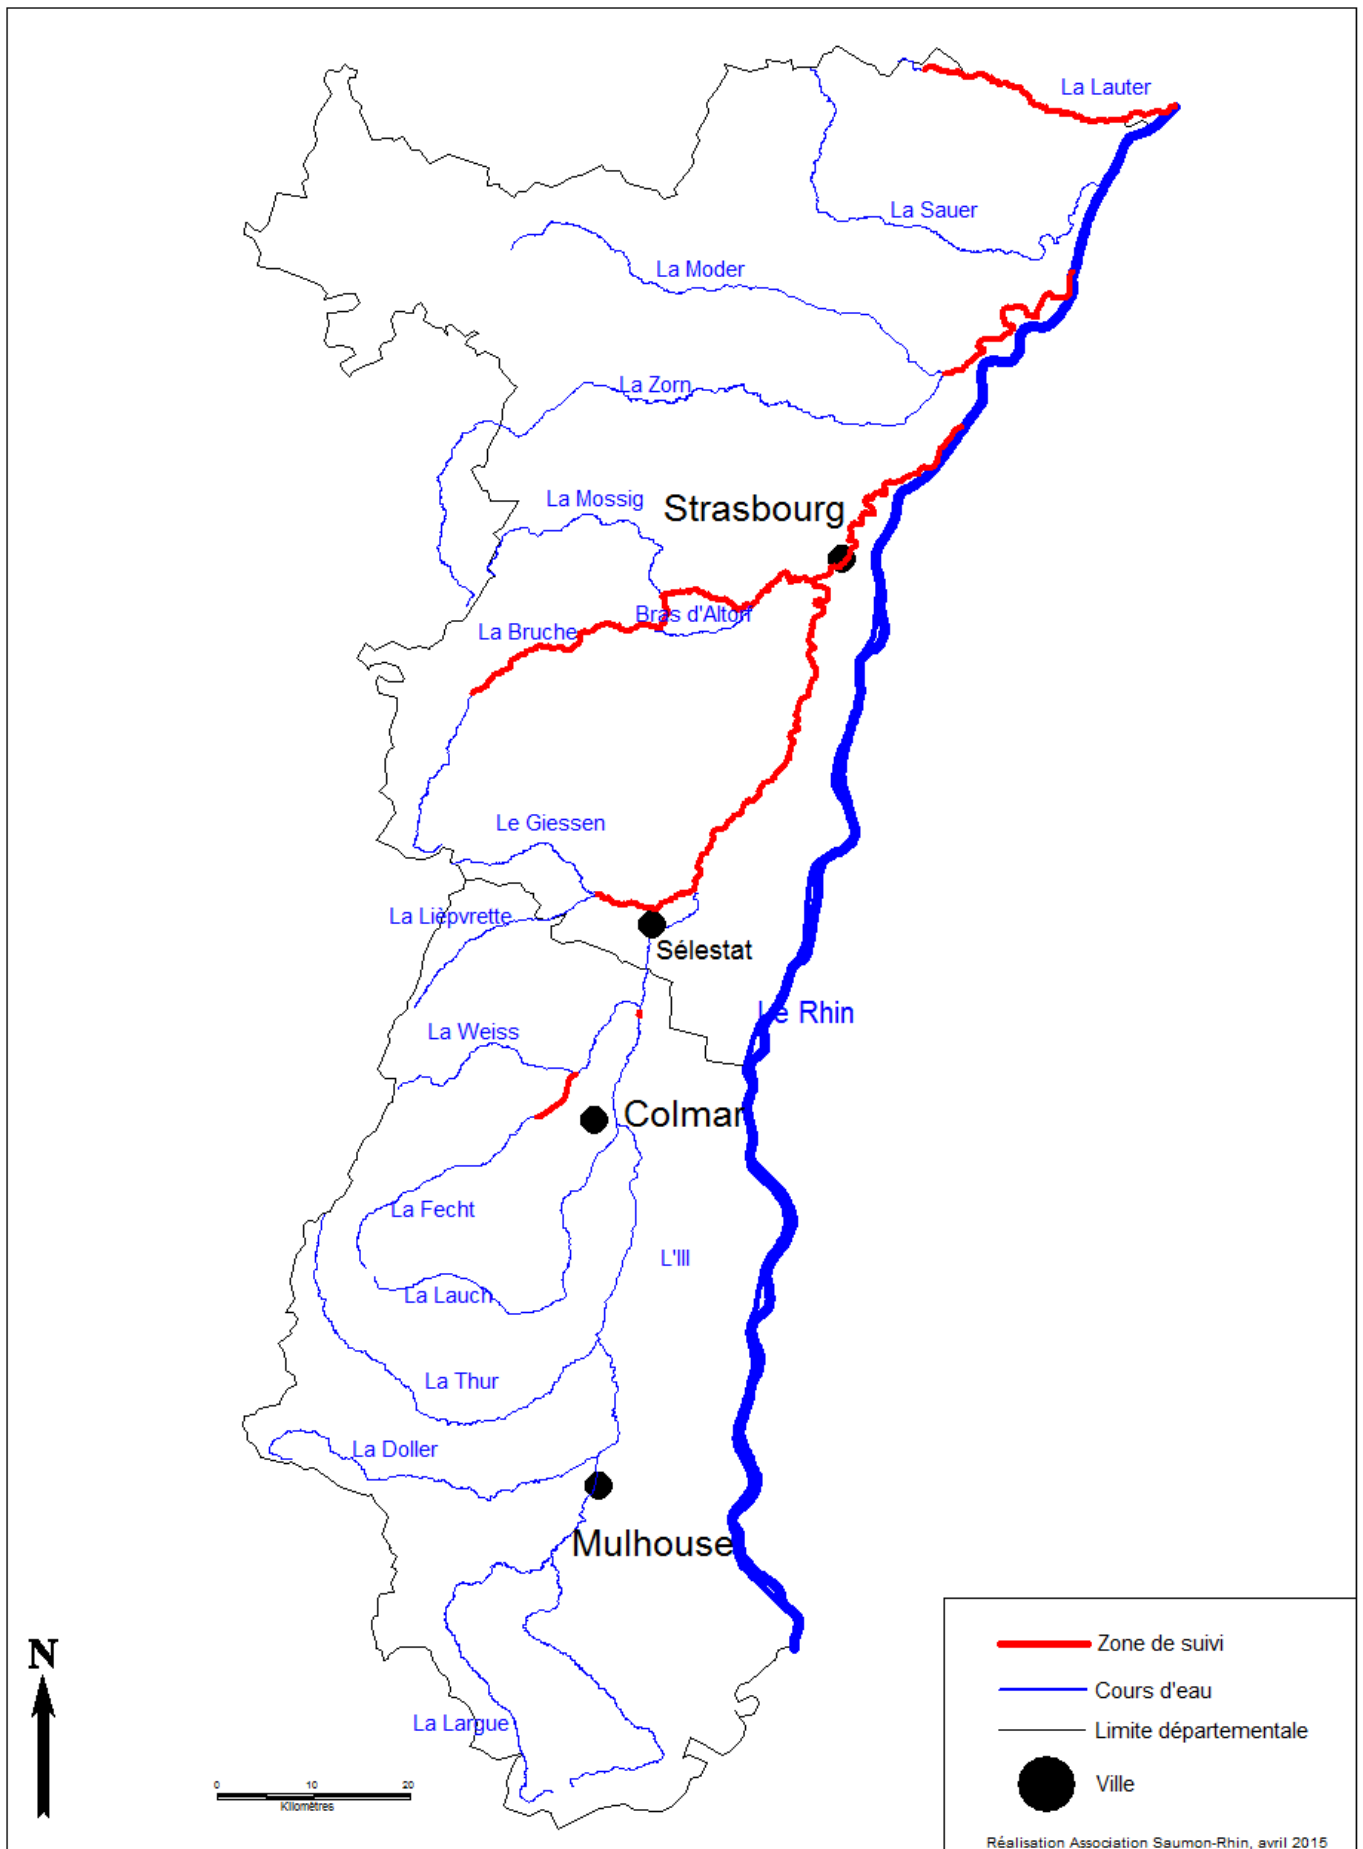 La Lauter
La Sauer
La Moder
La Zorn
La Mossig
Strasbourg
Bras d'Altorf
La Bruche
Le Giessen
La Lièpvrette
Sélestat
Le Rhin
La Weiss
Colmar
La Fecht
L'Ill
La Lauch
La Thur
La Doller
Mulhouse
La Largue
N
0 10 20
Kilomètres
Zone de suivi
Cours d'eau
Limite départementale
Ville
Réalisation Association Saumon-Rhin, avril 2015